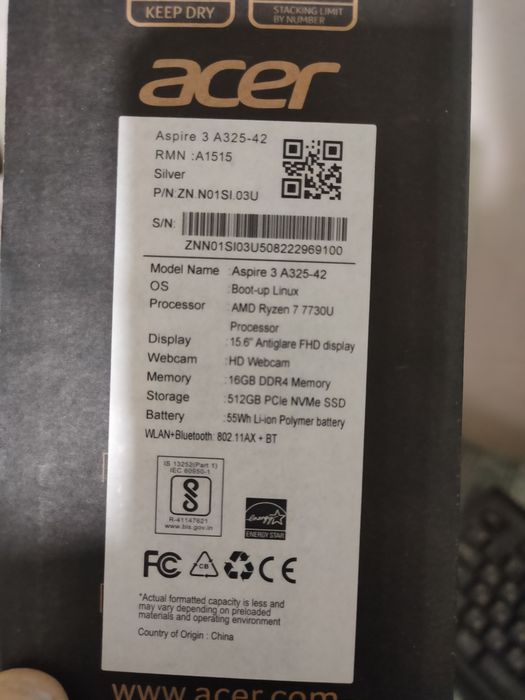 KEEP DRY
STACKING LIMIT
BY NUMBER
acer
Aspire 3 A325-42
RMN :A1515
Silver
P/N:ZN.N01SI.03U
S/N:
ZNN01SI03U508222969100
Model Name :Aspire 3 A325-42
OS :Boot-up Linux
Processor :AMD Ryzen 7 7730U
Processor
Display :15.6" Antiglare FHD display
Webcam :HD Webcam
Memory :16GB DDR4 Memory
Storage :512GB PCIe NVMe SSD
Battery :55Wh Li-ion Polymer battery
WLAN+Bluetooth: 802.11AX + BT
IS 13252(Part 1)
IEC 60950-1
R-41147621
www.bis.gov.in
energy
ENERGY STAR
FC CB CE
*Actual formatted capacity is less and
may vary depending on preloaded
materials and operating environment
Country of Origin : China
www.acer.com